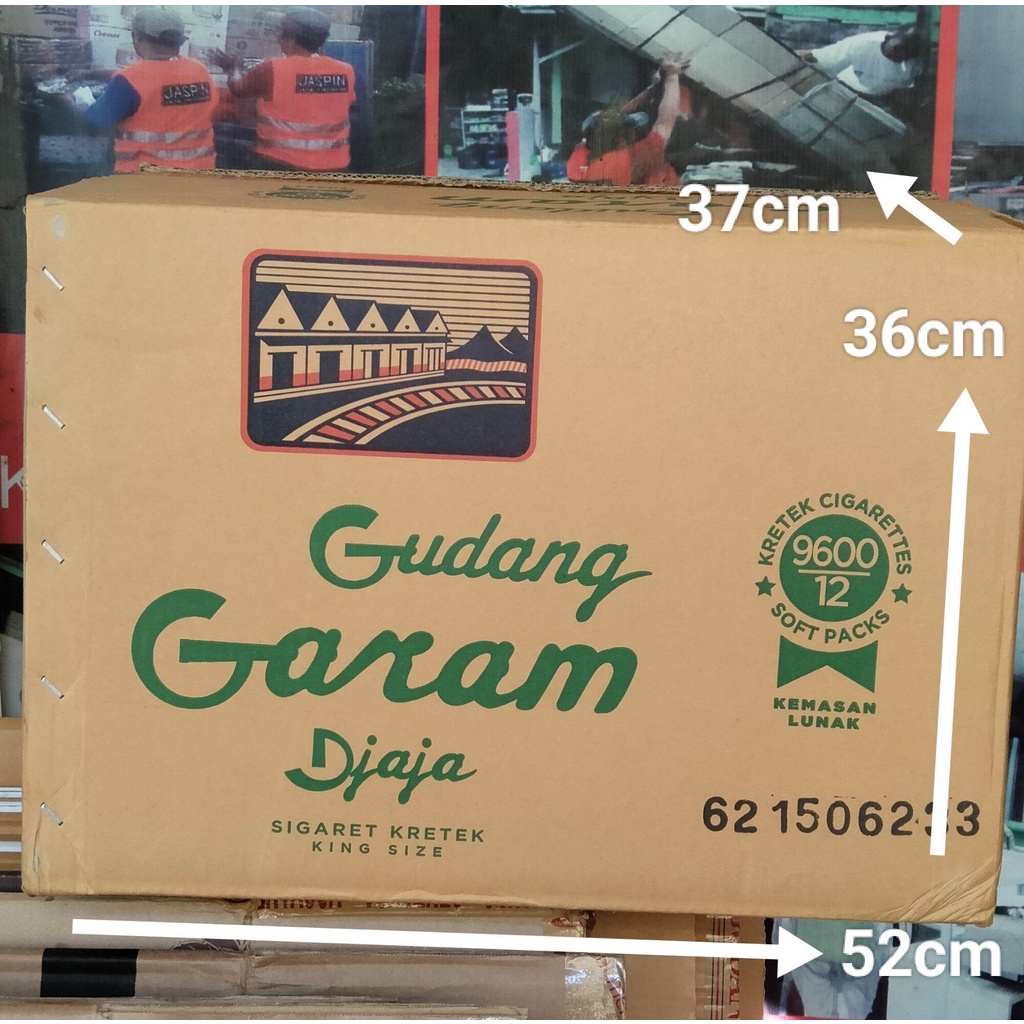 JASPIN
JASPIN
37cm
36cm
Gudang
Garam
Djaja
SIGARET KRETEK
KING SIZE
KRETEK CIGARETTES
9600
12
SOFT PACKS
KEMASAN
LUNAK
52cm